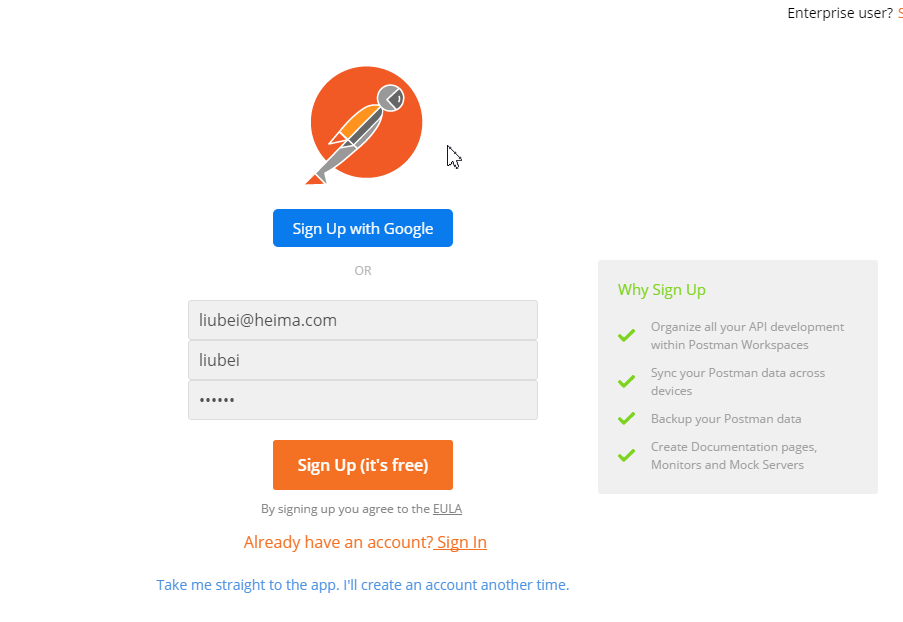 Enterprise user? S
Sign Up with Google
OR
liubei@heima.com
liubei
••••••
Sign Up (it's free)
By signing up you agree to the EULA
Already have an account? Sign In
Take me straight to the app. I'll create an account another time.
Why Sign Up
Organize all your API development
within Postman Workspaces
Sync your Postman data across
devices
Backup your Postman data
Create Documentation pages,
Monitors and Mock Servers